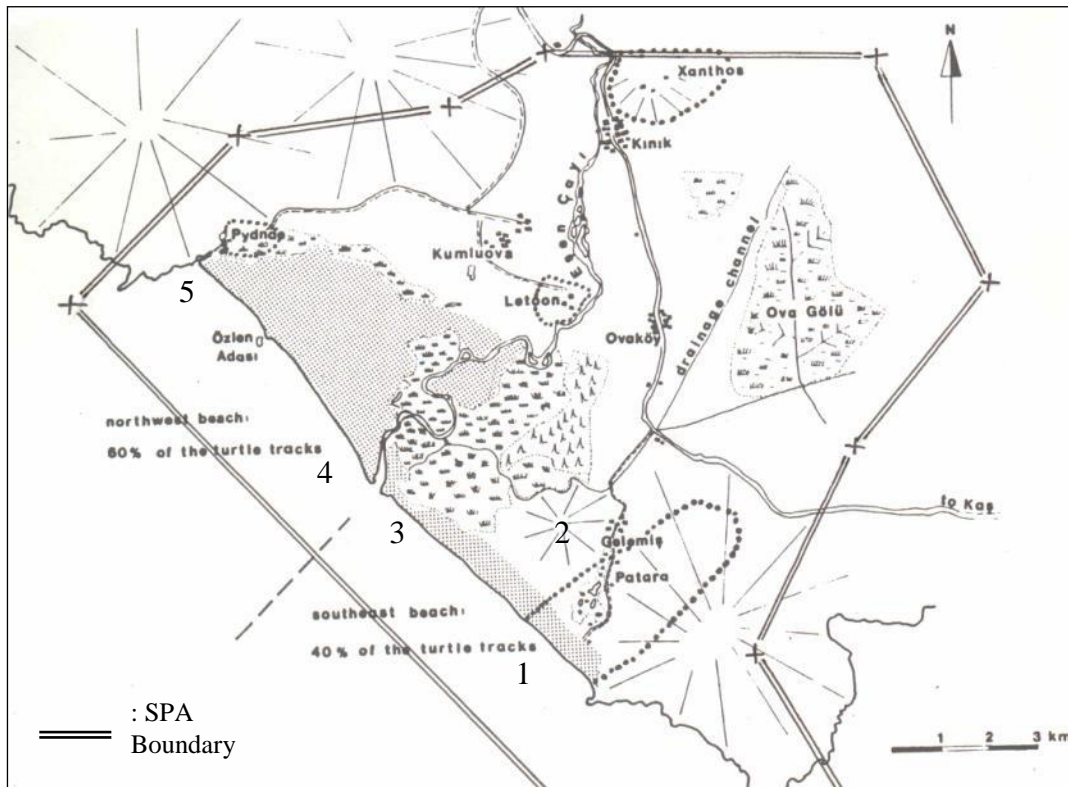 N
Xanthos
Kınık
Pydnae
Kumluova
Eşen Çayı
Letoon
drainage channel
Ova Gölü
Ovaköy
5
Özlen
Adası
northwest beach:
60% of the turtle tracks
4
3
2
to Kaş
Gelemiş
Patara
southeast beach:
40% of the turtle tracks
1
: SPA
Boundary
1 2 3 km